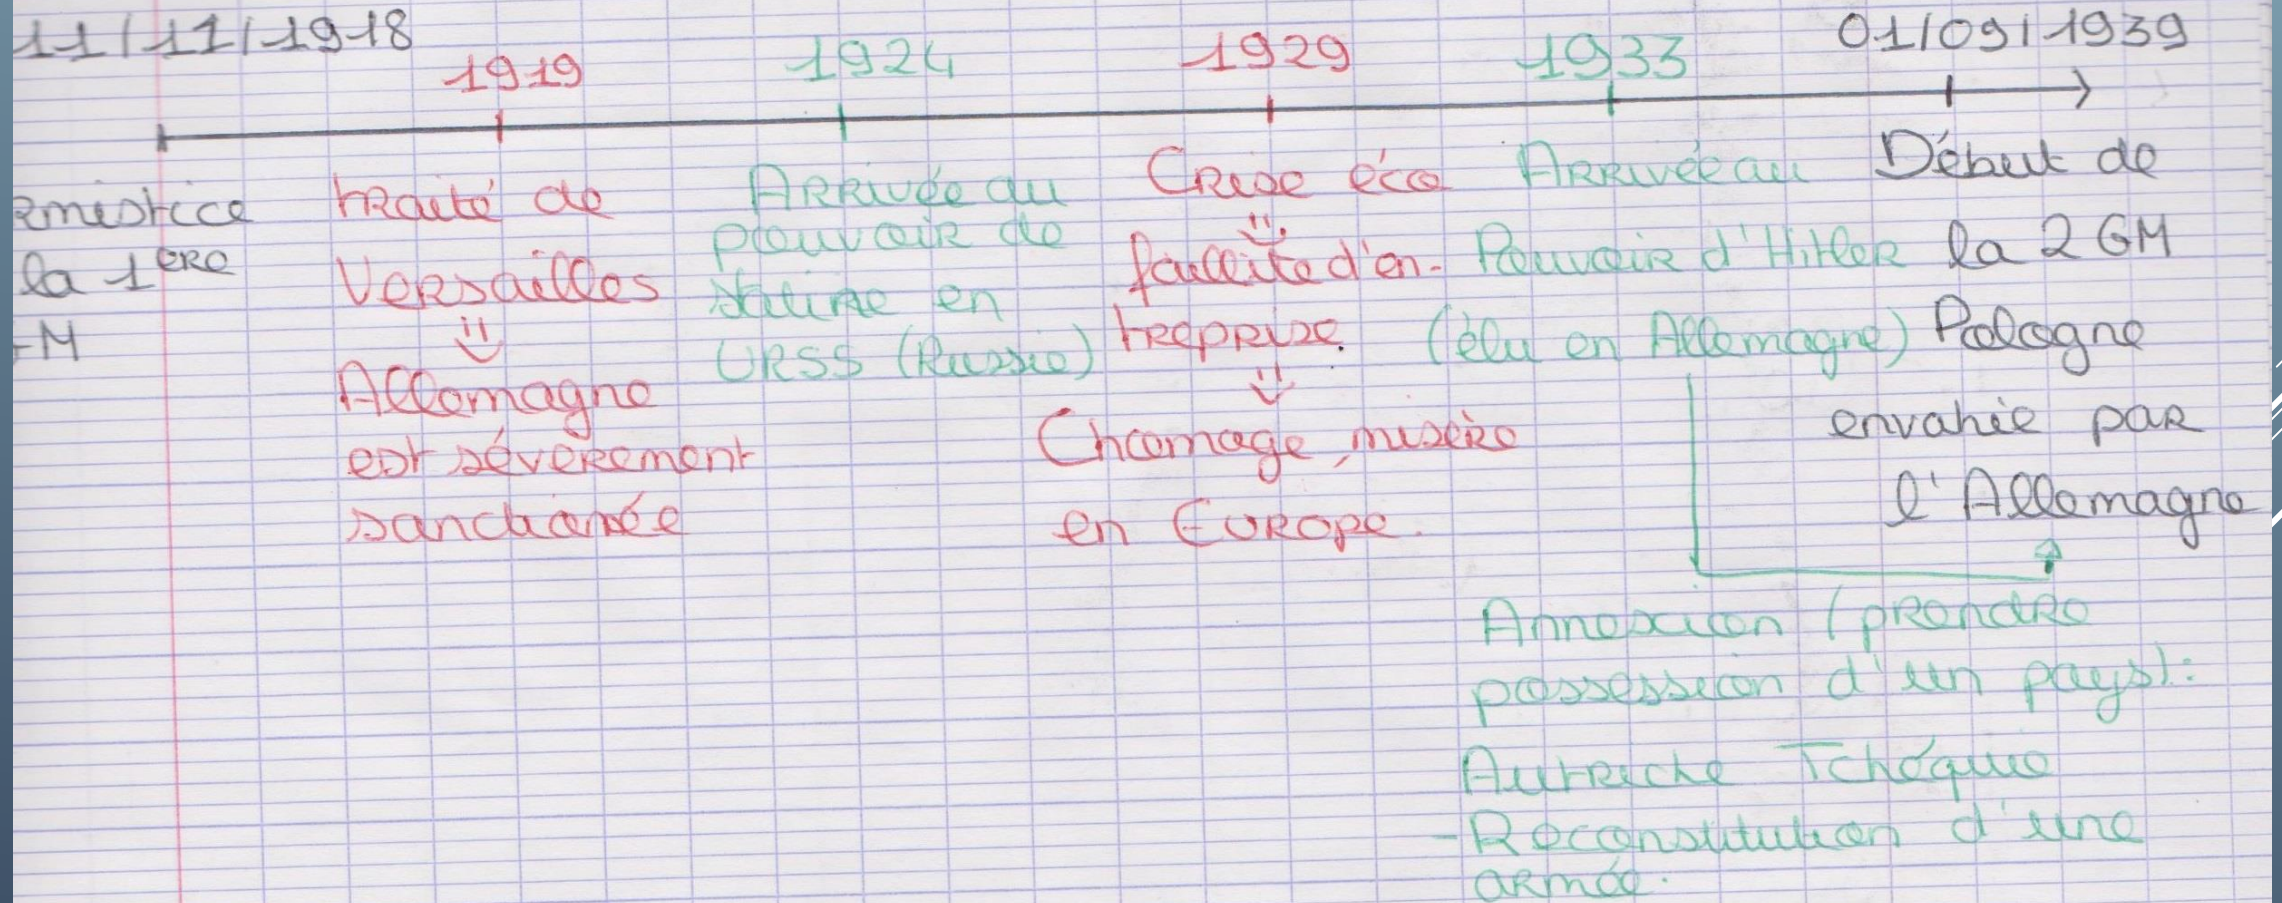 11/11/1918
1919
1924
1929
1933
01/09/1939
rmistice
la 1ère
M
traité de
Versailles
Allemagne
est sévèrement
sanctionnée
Arrivée au
pouvoir de
Staline en
URSS (Russie)
Crise éco
faillite d'en-
treprise.
Chomage, misère
en Europe.
Arrivée au
Pouvoir d'Hitler
(élu en Allemagne)
Début de
la 2 GM
Pologne
envahie par
l'Allemagne
Annexion (prendre
possession d'un pays):
Autriche Tchéquie
- Reconstitution d'une
armée.